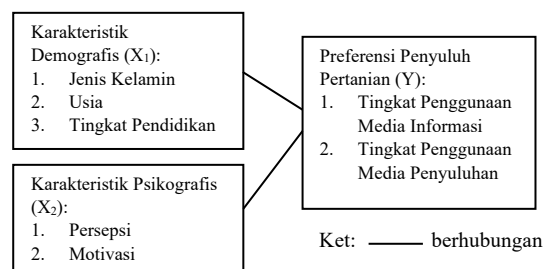 Karakteristik
Demografis (X₁):
1. Jenis Kelamin
2. Usia
3. Tingkat Pendidikan
Karakteristik Psikografis
(X₂):
1. Persepsi
2. Motivasi
Preferensi Penyuluh
Pertanian (Y):
1. Tingkat Penggunaan
Media Informasi
2. Tingkat Penggunaan
Media Penyuluhan
Ket: berhubungan